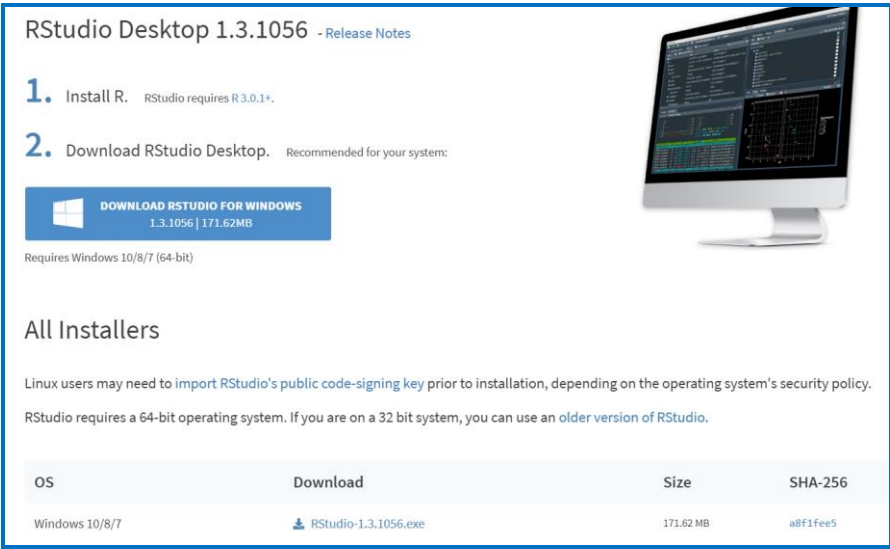 RStudio Desktop 1.3.1056 - Release Notes
1. Install R. RStudio requires R 3.0.1+.
2. Download RStudio Desktop. Recommended for your system:
DOWNLOAD RSTUDIO FOR WINDOWS
1.3.1056 | 171.62MB
Requires Windows 10/8/7 (64-bit)
All Installers
Linux users may need to import RStudio's public code-signing key prior to installation, depending on the operating system's security policy.
RStudio requires a 64-bit operating system. If you are on a 32 bit system, you can use an older version of RStudio.
OS Download Size SHA-256
Windows 10/8/7 RStudio-1.3.1056.exe 171.62 MB a8f1fee5